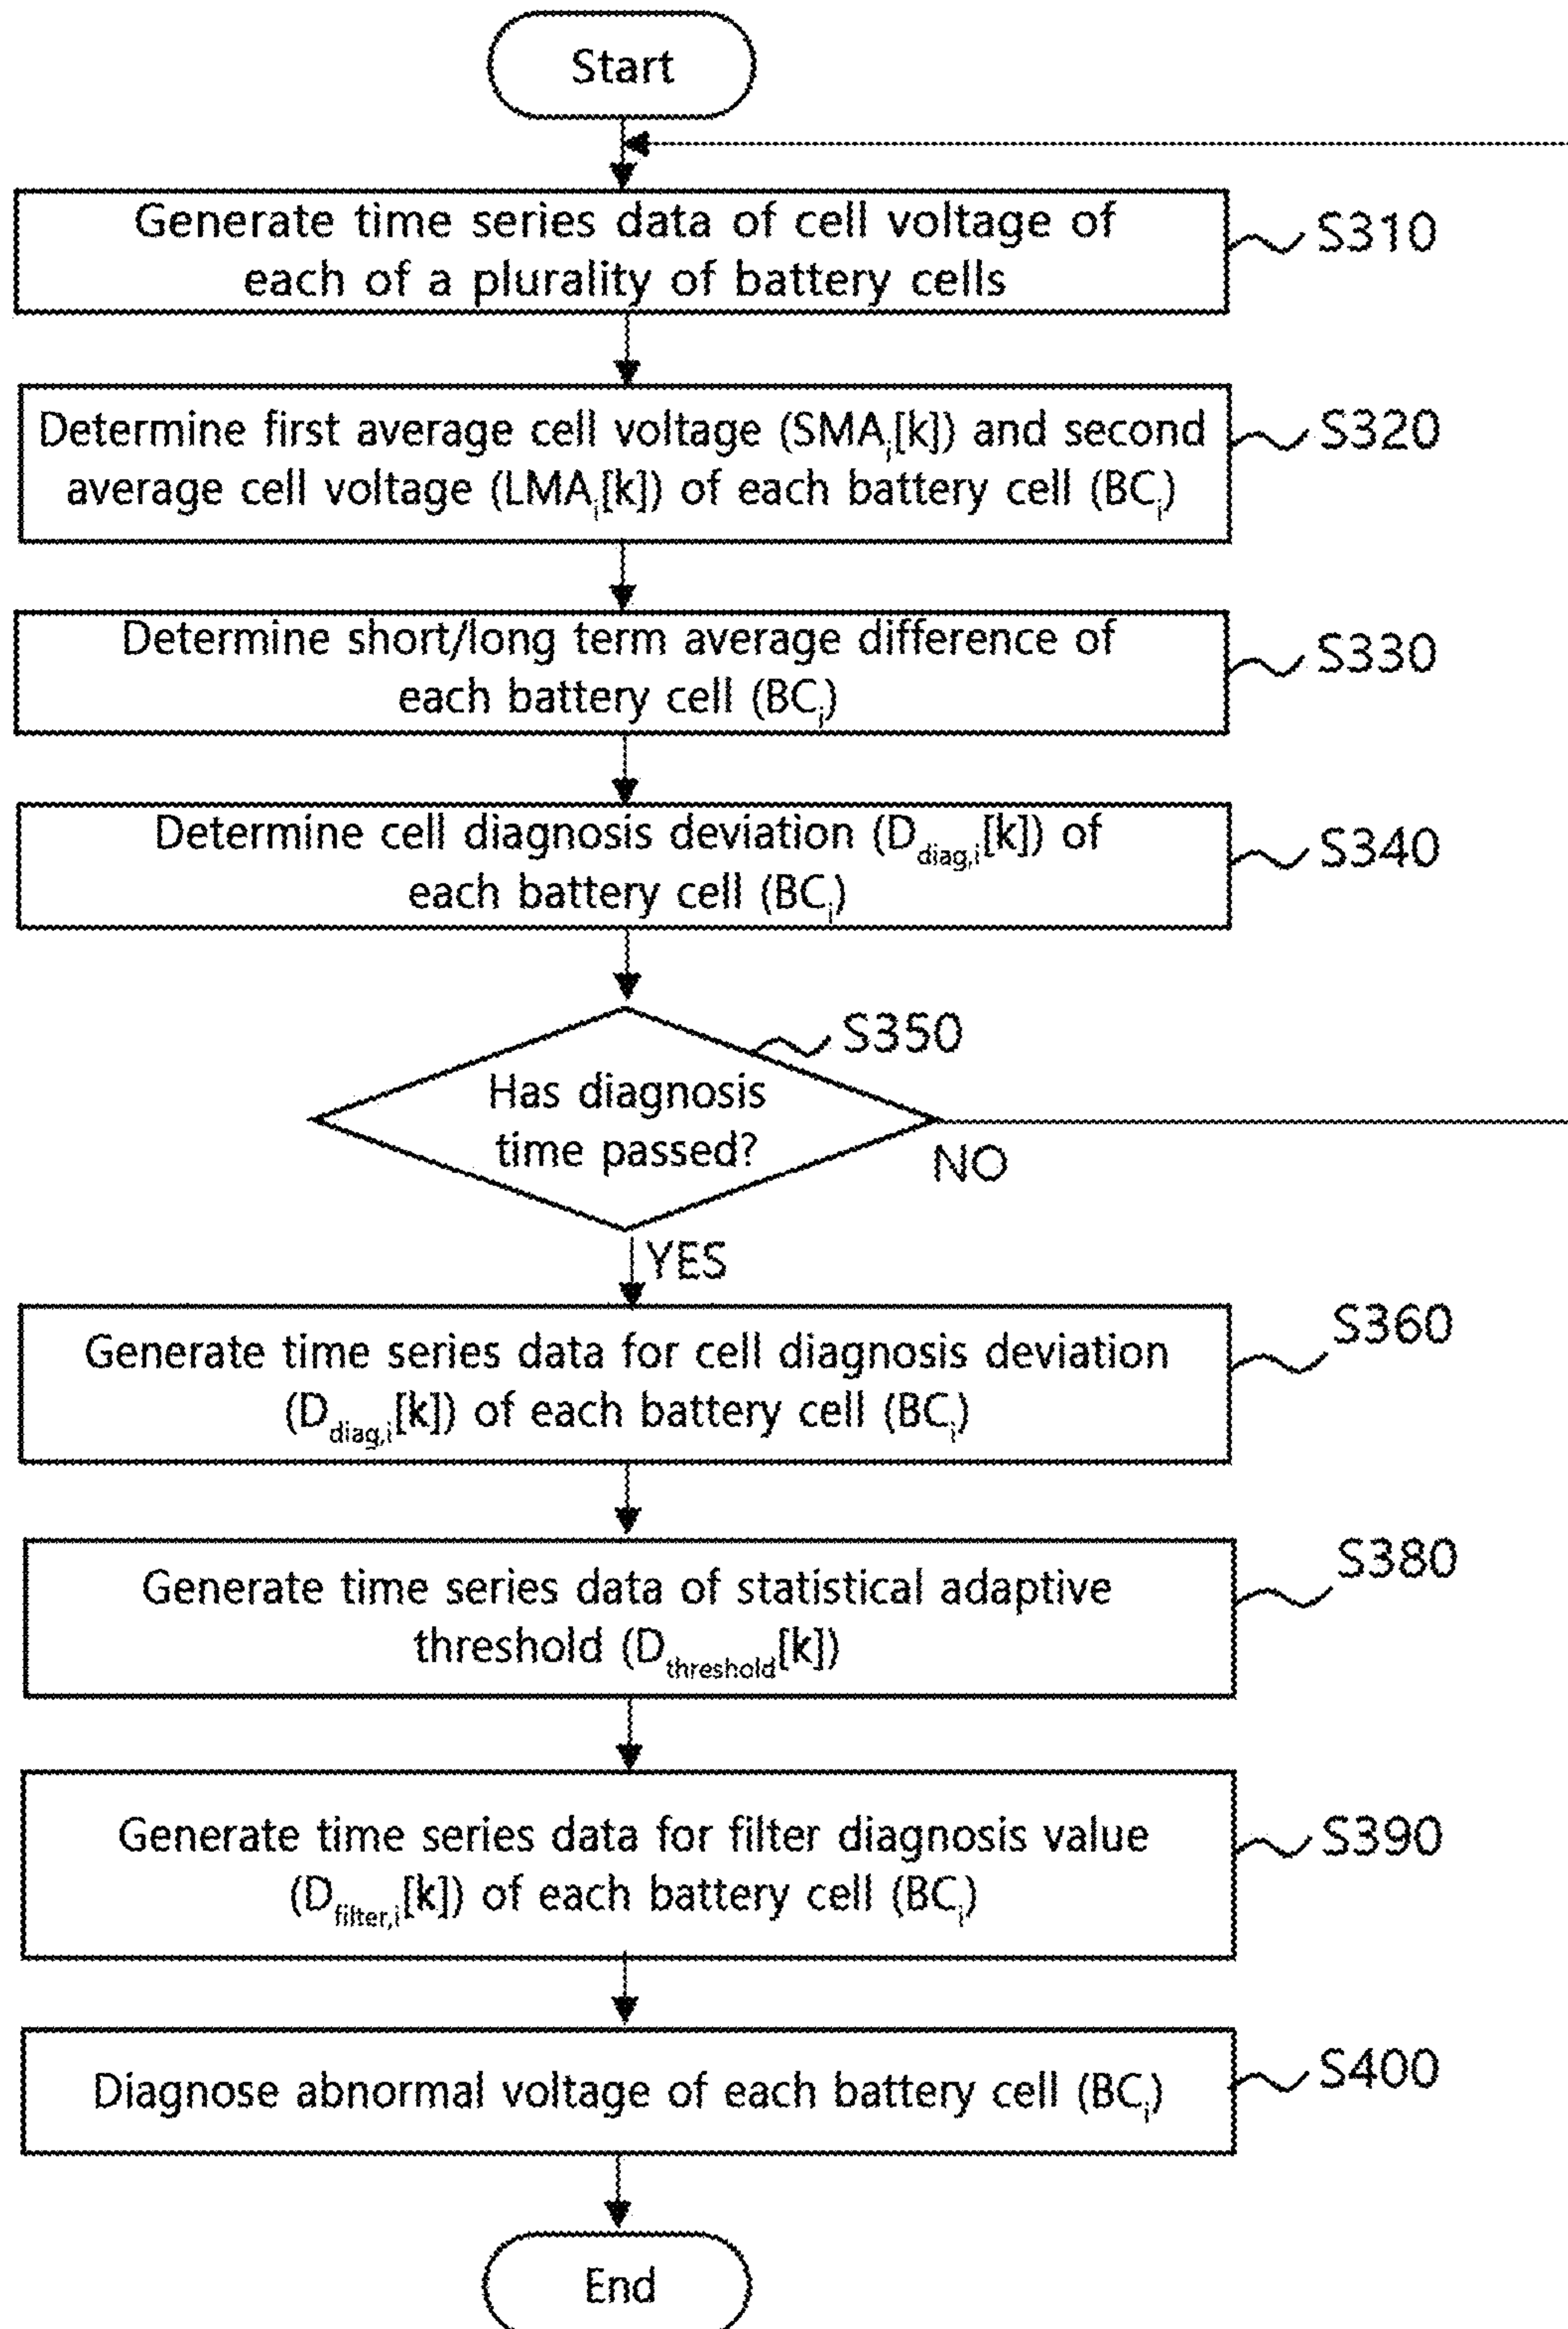 Start
Generate time series data of cell voltage of
each of a plurality of battery cells
S310
Determine first average cell voltage (SMAi[k]) and second
average cell voltage (LMAi[k]) of each battery cell (BCi)
S320
Determine short/long term average difference of
each battery cell (BCi)
S330
Determine cell diagnosis deviation (Ddiag,i[k]) of
each battery cell (BCi)
S340
S350
Has diagnosis
time passed?
NO
YES
Generate time series data for cell diagnosis deviation
(Ddiag,i[k]) of each battery cell (BCi)
S360
Generate time series data of statistical adaptive
threshold (Dthreshold[k])
S380
Generate time series data for filter diagnosis value
(Dfilter,i[k]) of each battery cell (BCi)
S390
Diagnose abnormal voltage of each battery cell (BCi)
S400
End